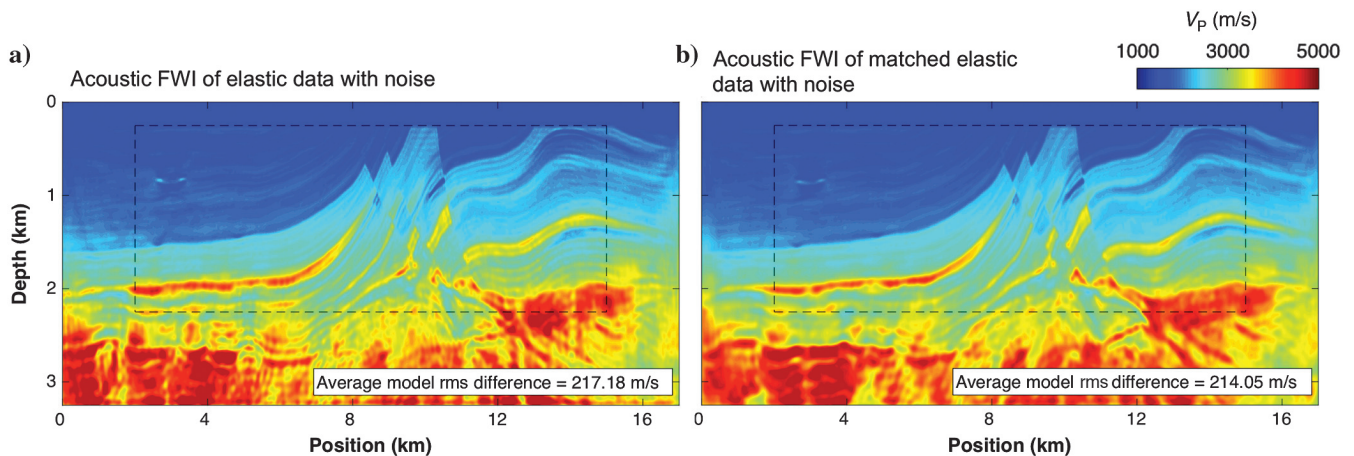 a)
Acoustic FWI of elastic data with noise
b)
Acoustic FWI of matched elastic
data with noise
V_P (m/s)
1000 3000 5000
Depth (km)
0
1
2
3
Average model rms difference = 217.18 m/s
0 4 8 12 16
Position (km)
Average model rms difference = 214.05 m/s
0 4 8 12 16
Position (km)